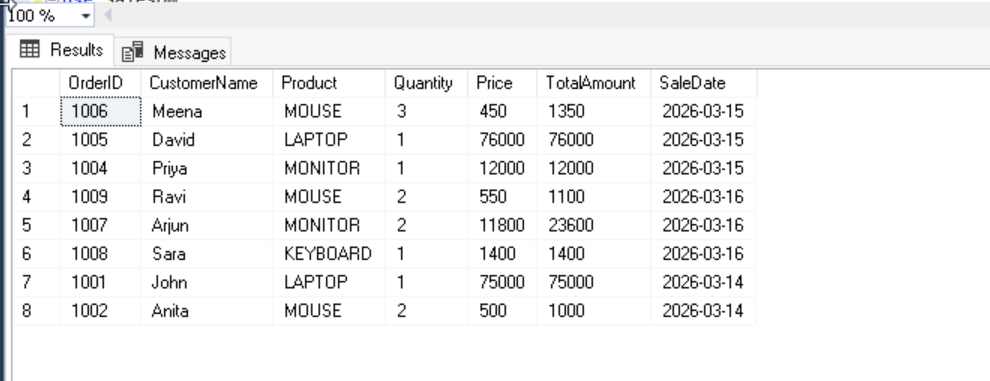 100 %
Results Messages
OrderID CustomerName Product Quantity Price TotalAmount SaleDate
1 1006 Meena MOUSE 3 450 1350 2026-03-15
2 1005 David LAPTOP 1 76000 76000 2026-03-15
3 1004 Priya MONITOR 1 12000 12000 2026-03-15
4 1009 Ravi MOUSE 2 550 1100 2026-03-16
5 1007 Arjun MONITOR 2 11800 23600 2026-03-16
6 1008 Sara KEYBOARD 1 1400 1400 2026-03-16
7 1001 John LAPTOP 1 75000 75000 2026-03-14
8 1002 Anita MOUSE 2 500 1000 2026-03-14